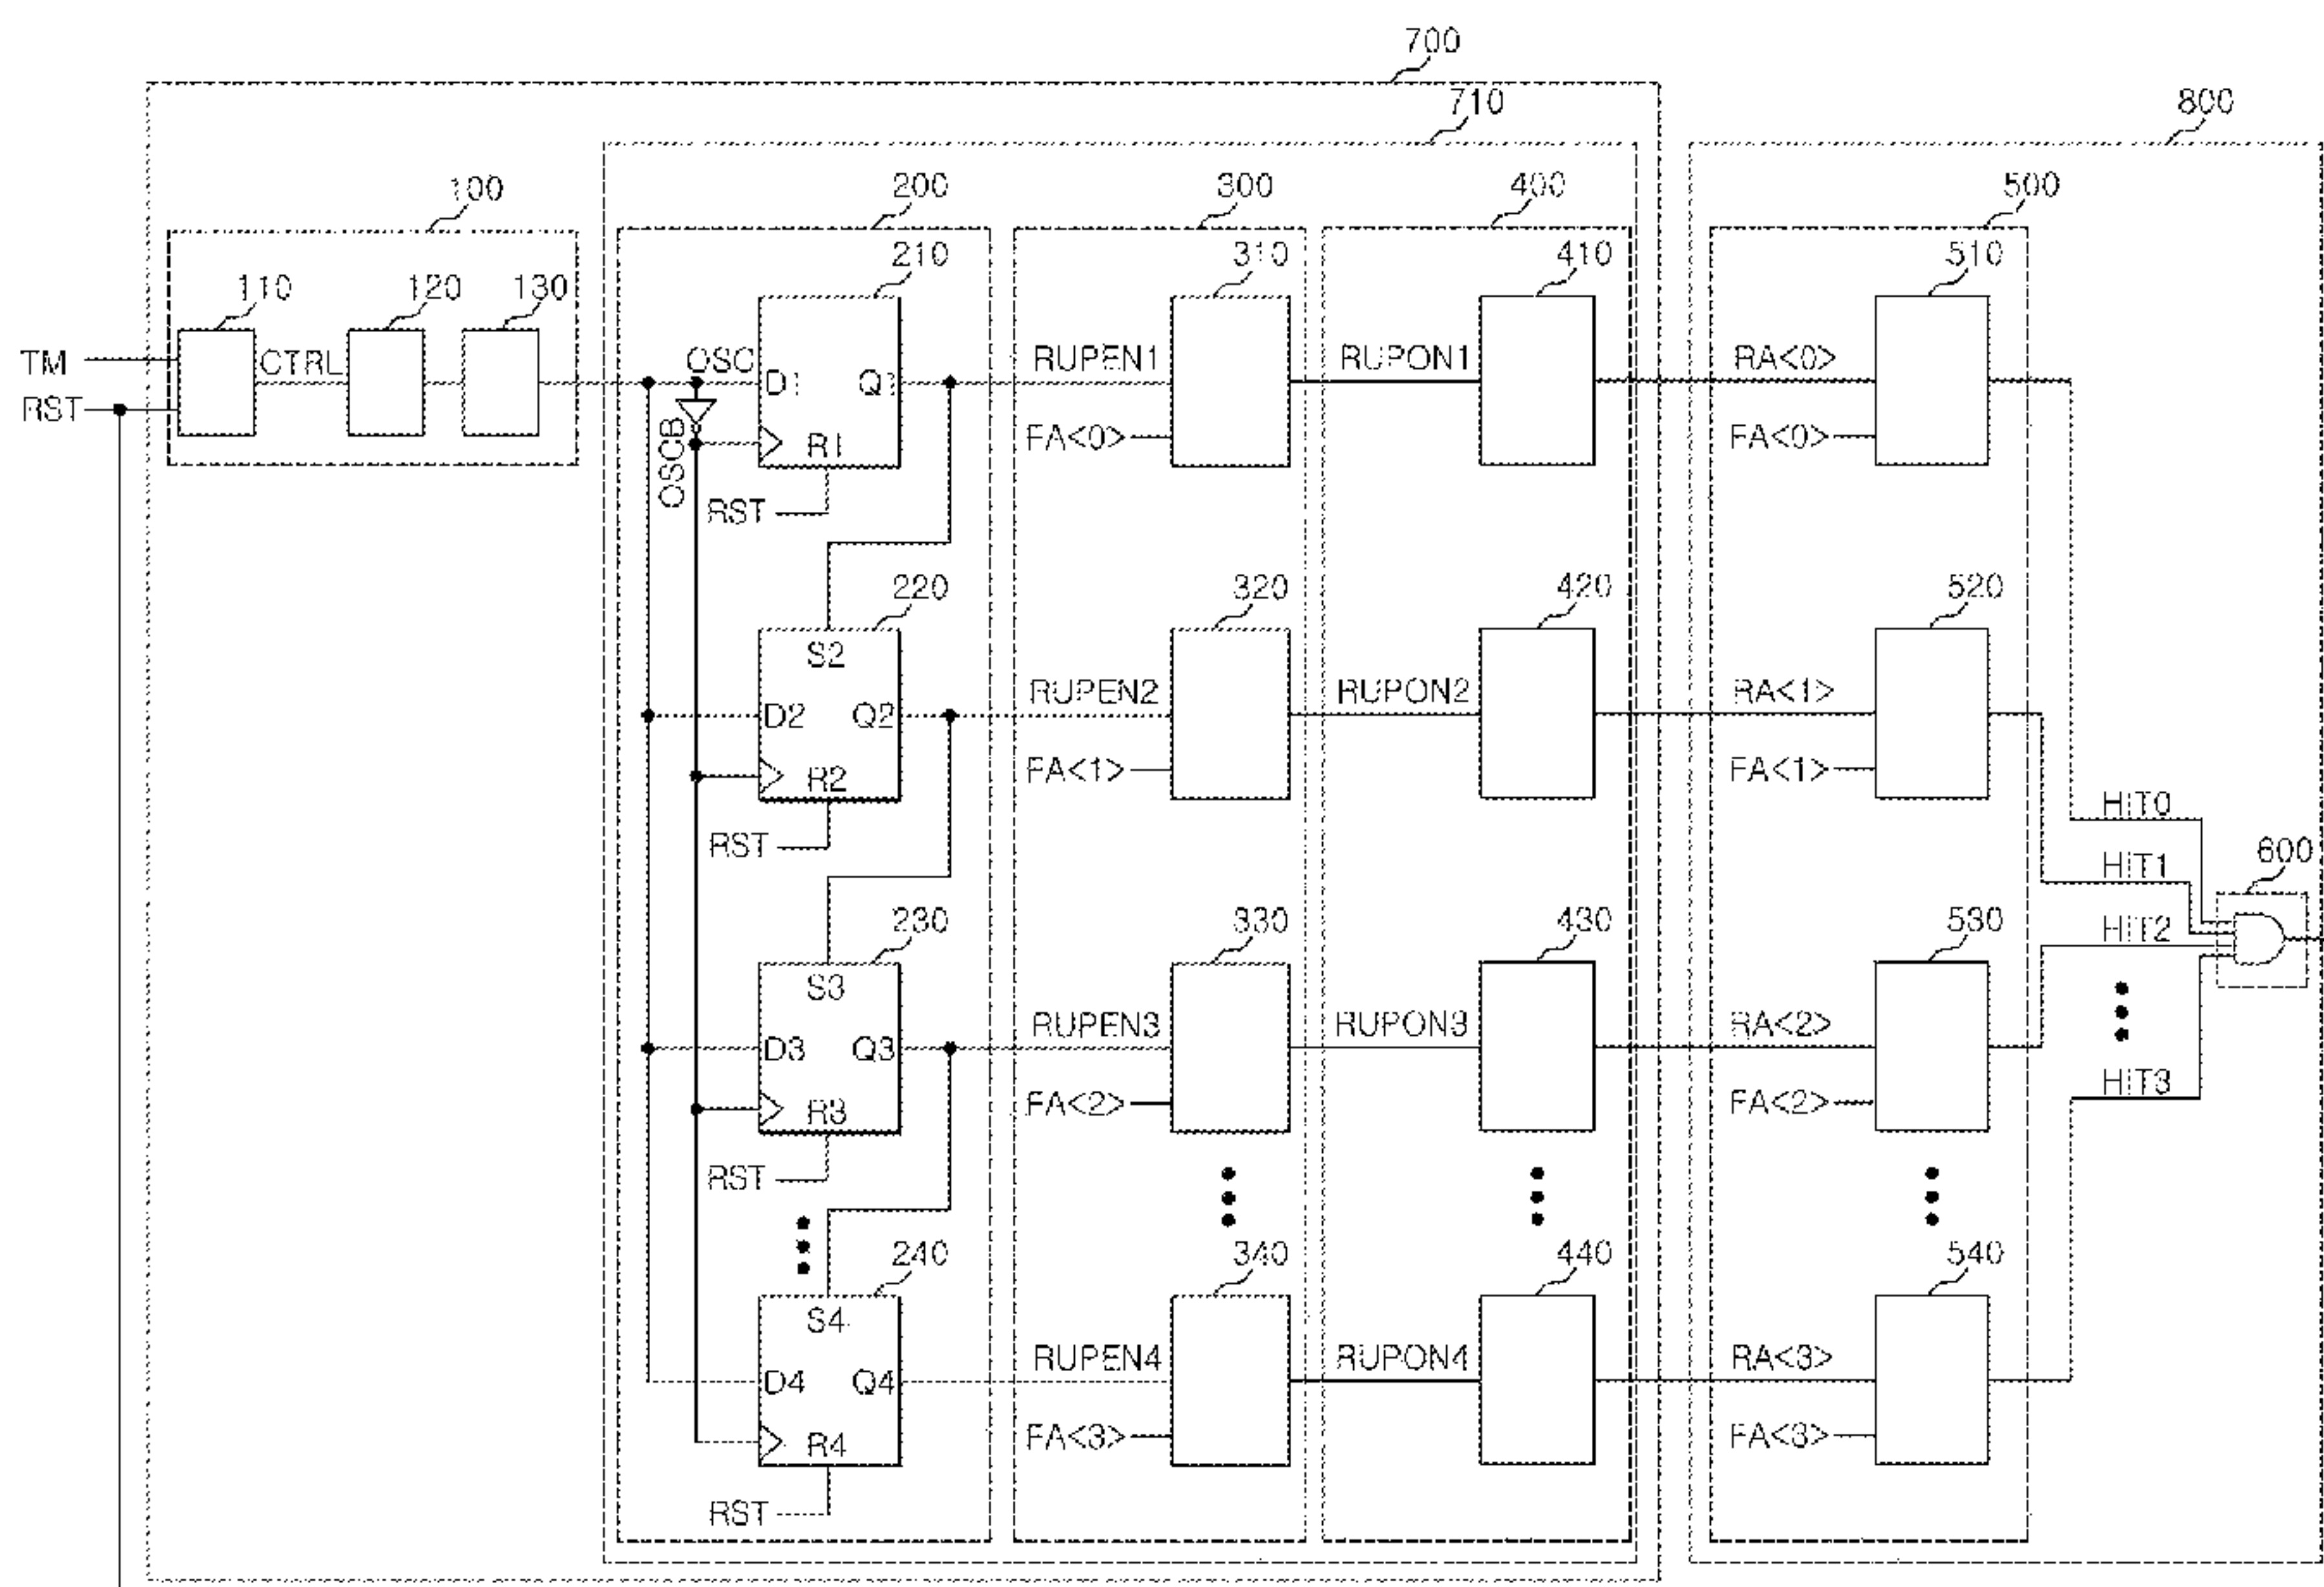 700
710
800
100
200
300
400
500
210
310
410
510
110
120
130
TM
CTRL
OSC
D1
Q1
RUPEN1
RUPON1
RA<0>
RST
OSCB
R1
FA<0>
FA<0>
RST
220
320
420
520
S2
RUPEN2
RUPON2
RA<1>
D2
Q2
R2
FA<1>
FA<1>
HIT0
RST
600
HIT1
230
330
430
530
HIT2
S3
RUPEN3
RUPON3
RA<2>
D3
Q3
HIT3
R3
FA<2>
FA<2>
RST
240
340
440
540
S4
RUPEN4
RUPON4
RA<3>
D4
Q4
R4
FA<3>
FA<3>
RST